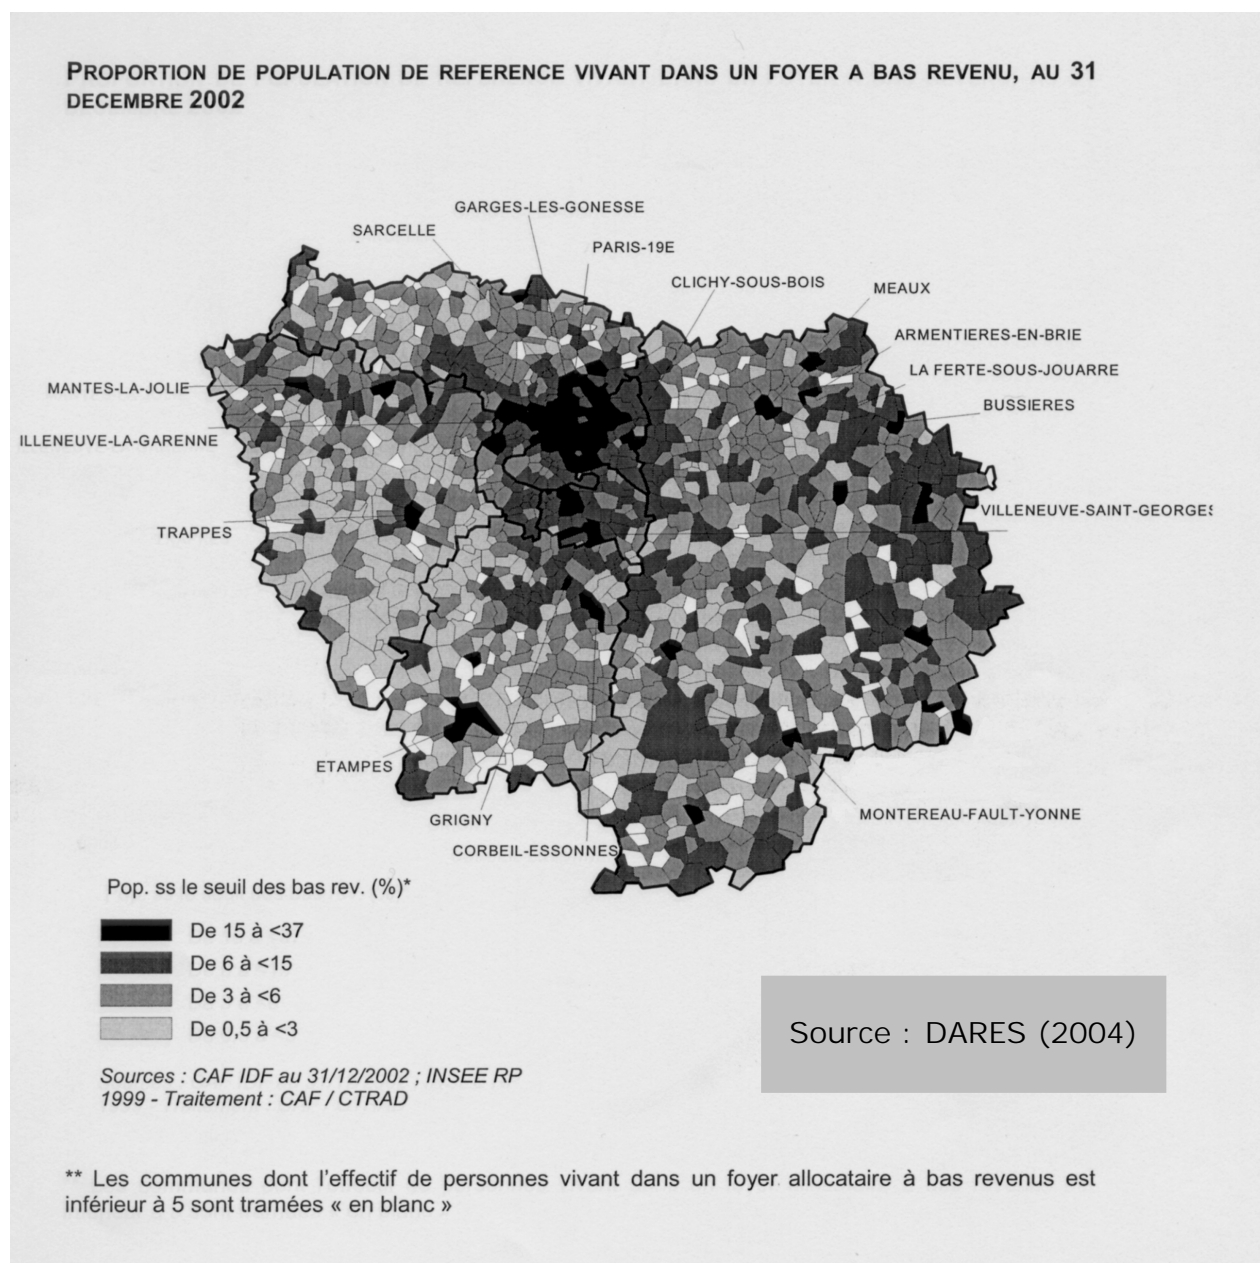 PROPORTION DE POPULATION DE REFERENCE VIVANT DANS UN FOYER A BAS REVENU, AU 31
DECEMBRE 2002
GARGES-LES-GONESSE
SARCELLE
PARIS-19E
CLICHY-SOUS-BOIS
MEAUX
ARMENTIERES-EN-BRIE
LA FERTE-SOUS-JOUARRE
MANTES-LA-JOLIE
BUSSIERES
ILLENEUVE-LA-GARENNE
VILLENEUVE-SAINT-GEORGES
TRAPPES
ETAMPES
GRIGNY
MONTEREAU-FAULT-YONNE
CORBEIL-ESSONNES
Pop. ss le seuil des bas rev. (%)*
De 15 à <37
De 6 à <15
De 3 à <6
De 0,5 à <3
Source : DARES (2004)
Sources : CAF IDF au 31/12/2002 ; INSEE RP
1999 - Traitement : CAF / CTRAD
** Les communes dont l'effectif de personnes vivant dans un foyer allocataire à bas revenus est
inférieur à 5 sont tramées « en blanc »